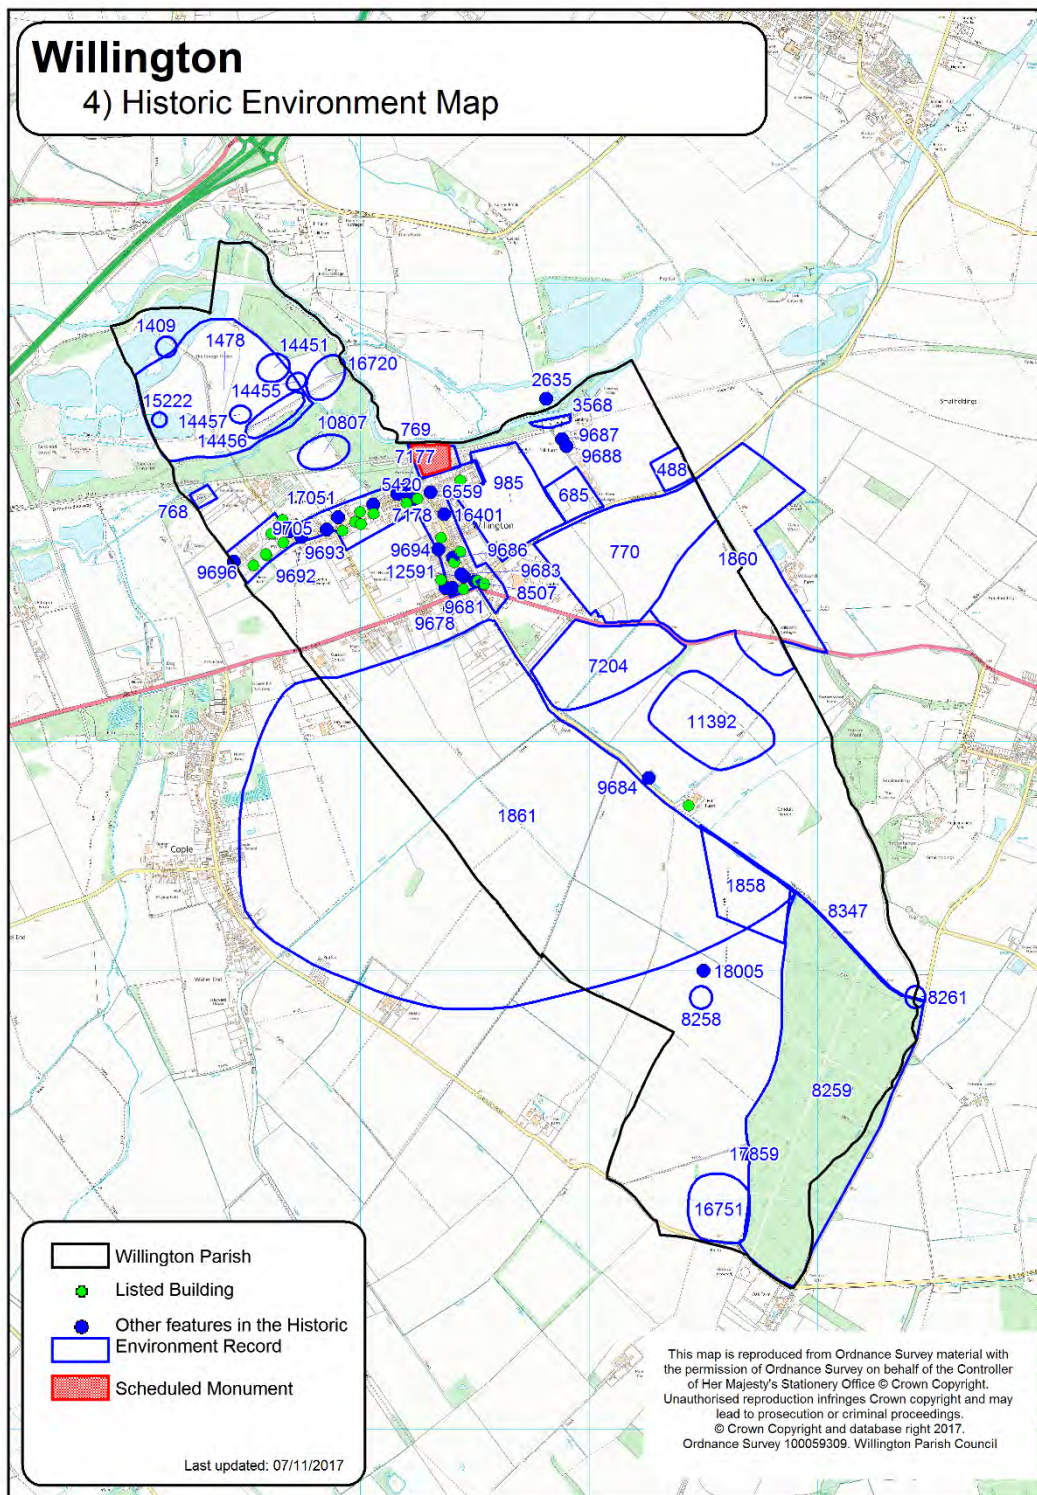 Willington
4) Historic Environment Map
1409
1478
14451
16720
14455
15222
14457
14456
10807
769
7177
2635
3568
9687
9688
488
985
685
768
17051
5420
6559
7178
16401
Willington
9705
9693
9694
9686
770
1860
9696
9692
12591
9683
8507
9681
9678
7204
11392
9684
1861
Cople
1858
8347
18005
8258
8261
8259
17859
16751
Willington Parish
Listed Building
Other features in the Historic
Environment Record
Scheduled Monument
Last updated: 07/11/2017
This map is reproduced from Ordnance Survey material with
the permission of Ordnance Survey on behalf of the Controller
of Her Majesty's Stationery Office © Crown Copyright.
Unauthorised reproduction infringes Crown copyright and may
lead to prosecution or criminal proceedings.
© Crown Copyright and database right 2017.
Ordnance Survey 100059309. Willington Parish Council